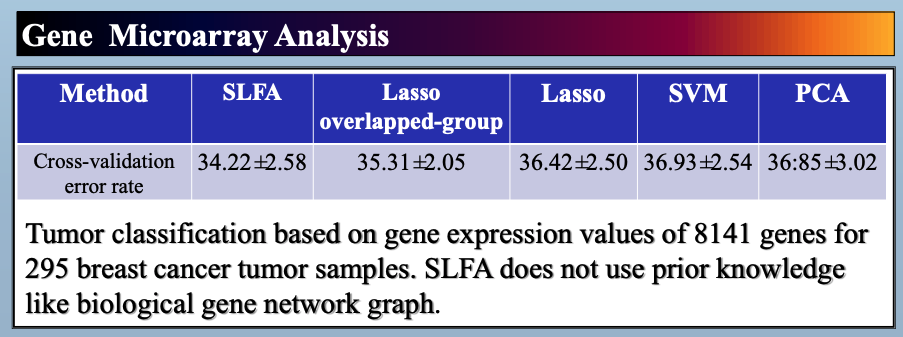 Gene Microarray Analysis
Method SLFA Lasso overlapped-group Lasso SVM PCA
Cross-validation error rate 34.22±2.58 35.31±2.05 36.42±2.50 36.93±2.54 36:85±3.02
Tumor classification based on gene expression values of 8141 genes for
295 breast cancer tumor samples. SLFA does not use prior knowledge
like biological gene network graph.